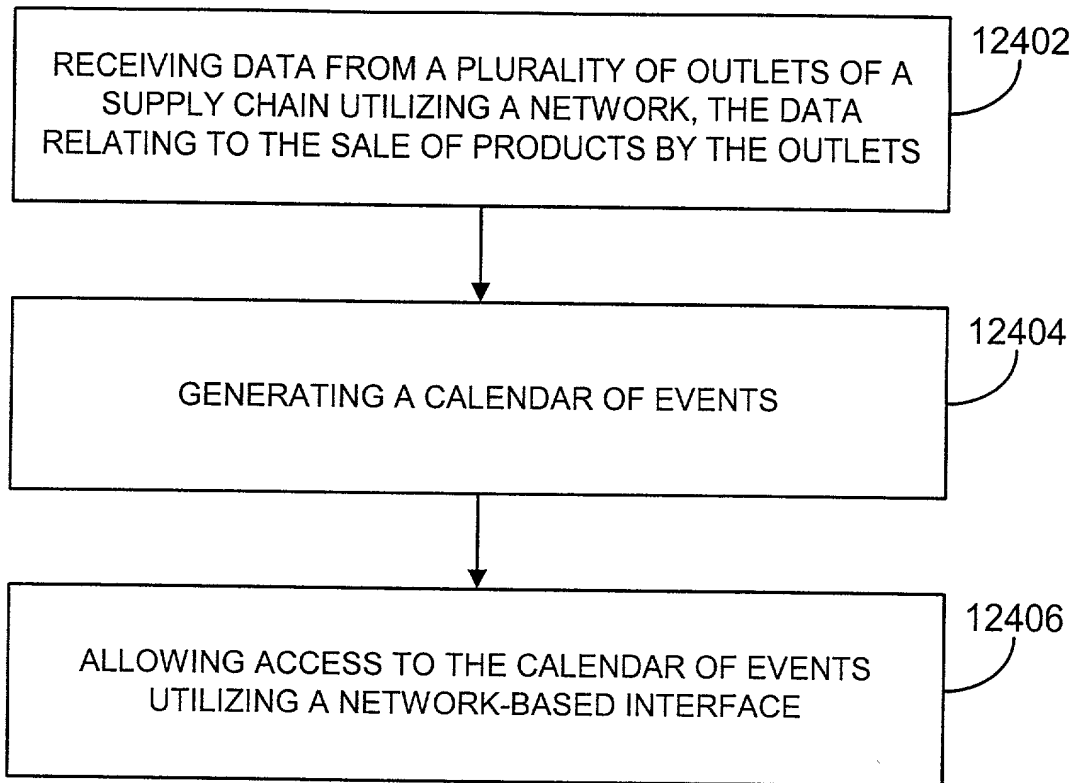 12402
RECEIVING DATA FROM A PLURALITY OF OUTLETS OF A
SUPPLY CHAIN UTILIZING A NETWORK, THE DATA
RELATING TO THE SALE OF PRODUCTS BY THE OUTLETS
12404
GENERATING A CALENDAR OF EVENTS
12406
ALLOWING ACCESS TO THE CALENDAR OF EVENTS
UTILIZING A NETWORK-BASED INTERFACE